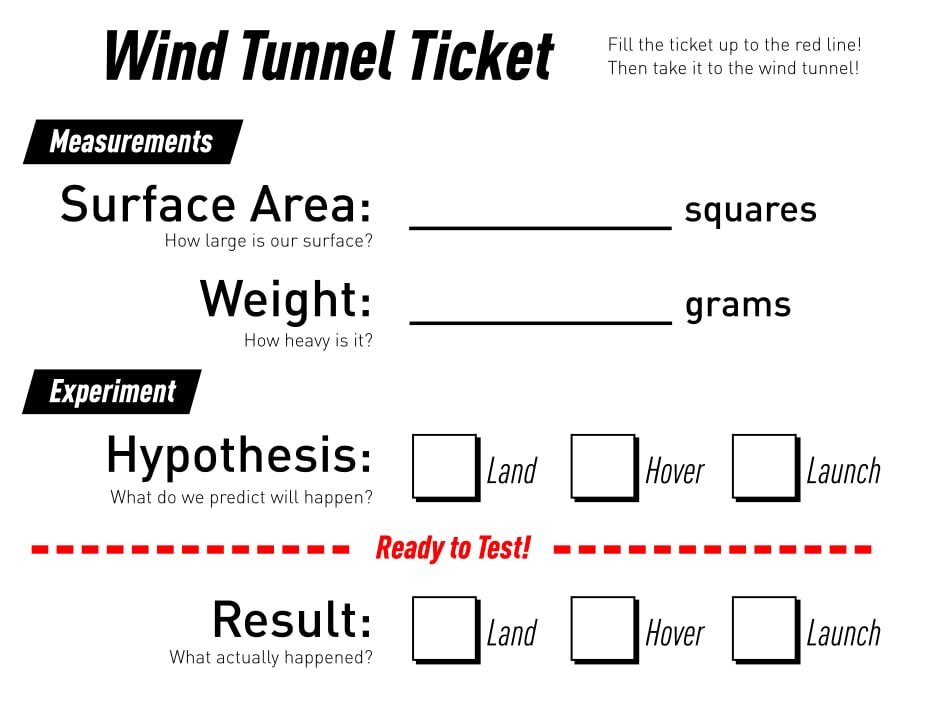 Wind Tunnel Ticket
Fill the ticket up to the red line!
Then take it to the wind tunnel!
Measurements
Surface Area: squares
How large is our surface?
Weight: grams
How heavy is it?
Experiment
Hypothesis: Land Hover Launch
What do we predict will happen?
Ready to Test!
Result: Land Hover Launch
What actually happened?